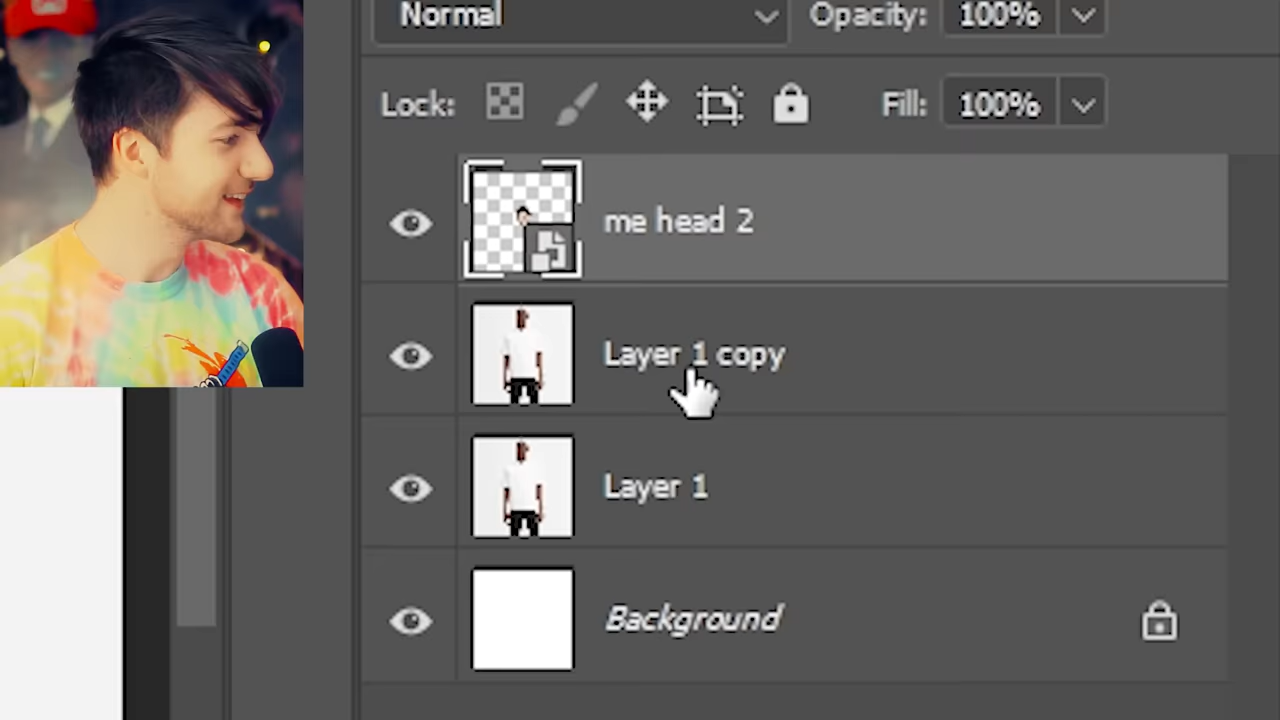 Normal Opacity: 100%
Lock: Fill: 100%
me head 2
Layer 1 copy
Layer 1
Background